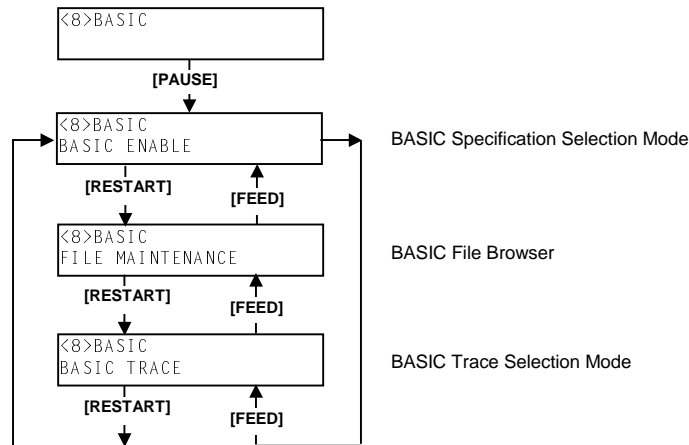 <8>BASIC
[PAUSE]
<8>BASIC
BASIC ENABLE
BASIC Specification Selection Mode
[RESTART]
[FEED]
<8>BASIC
FILE MAINTENANCE
BASIC File Browser
[RESTART]
[FEED]
<8>BASIC
BASIC TRACE
BASIC Trace Selection Mode
[RESTART]
[FEED]